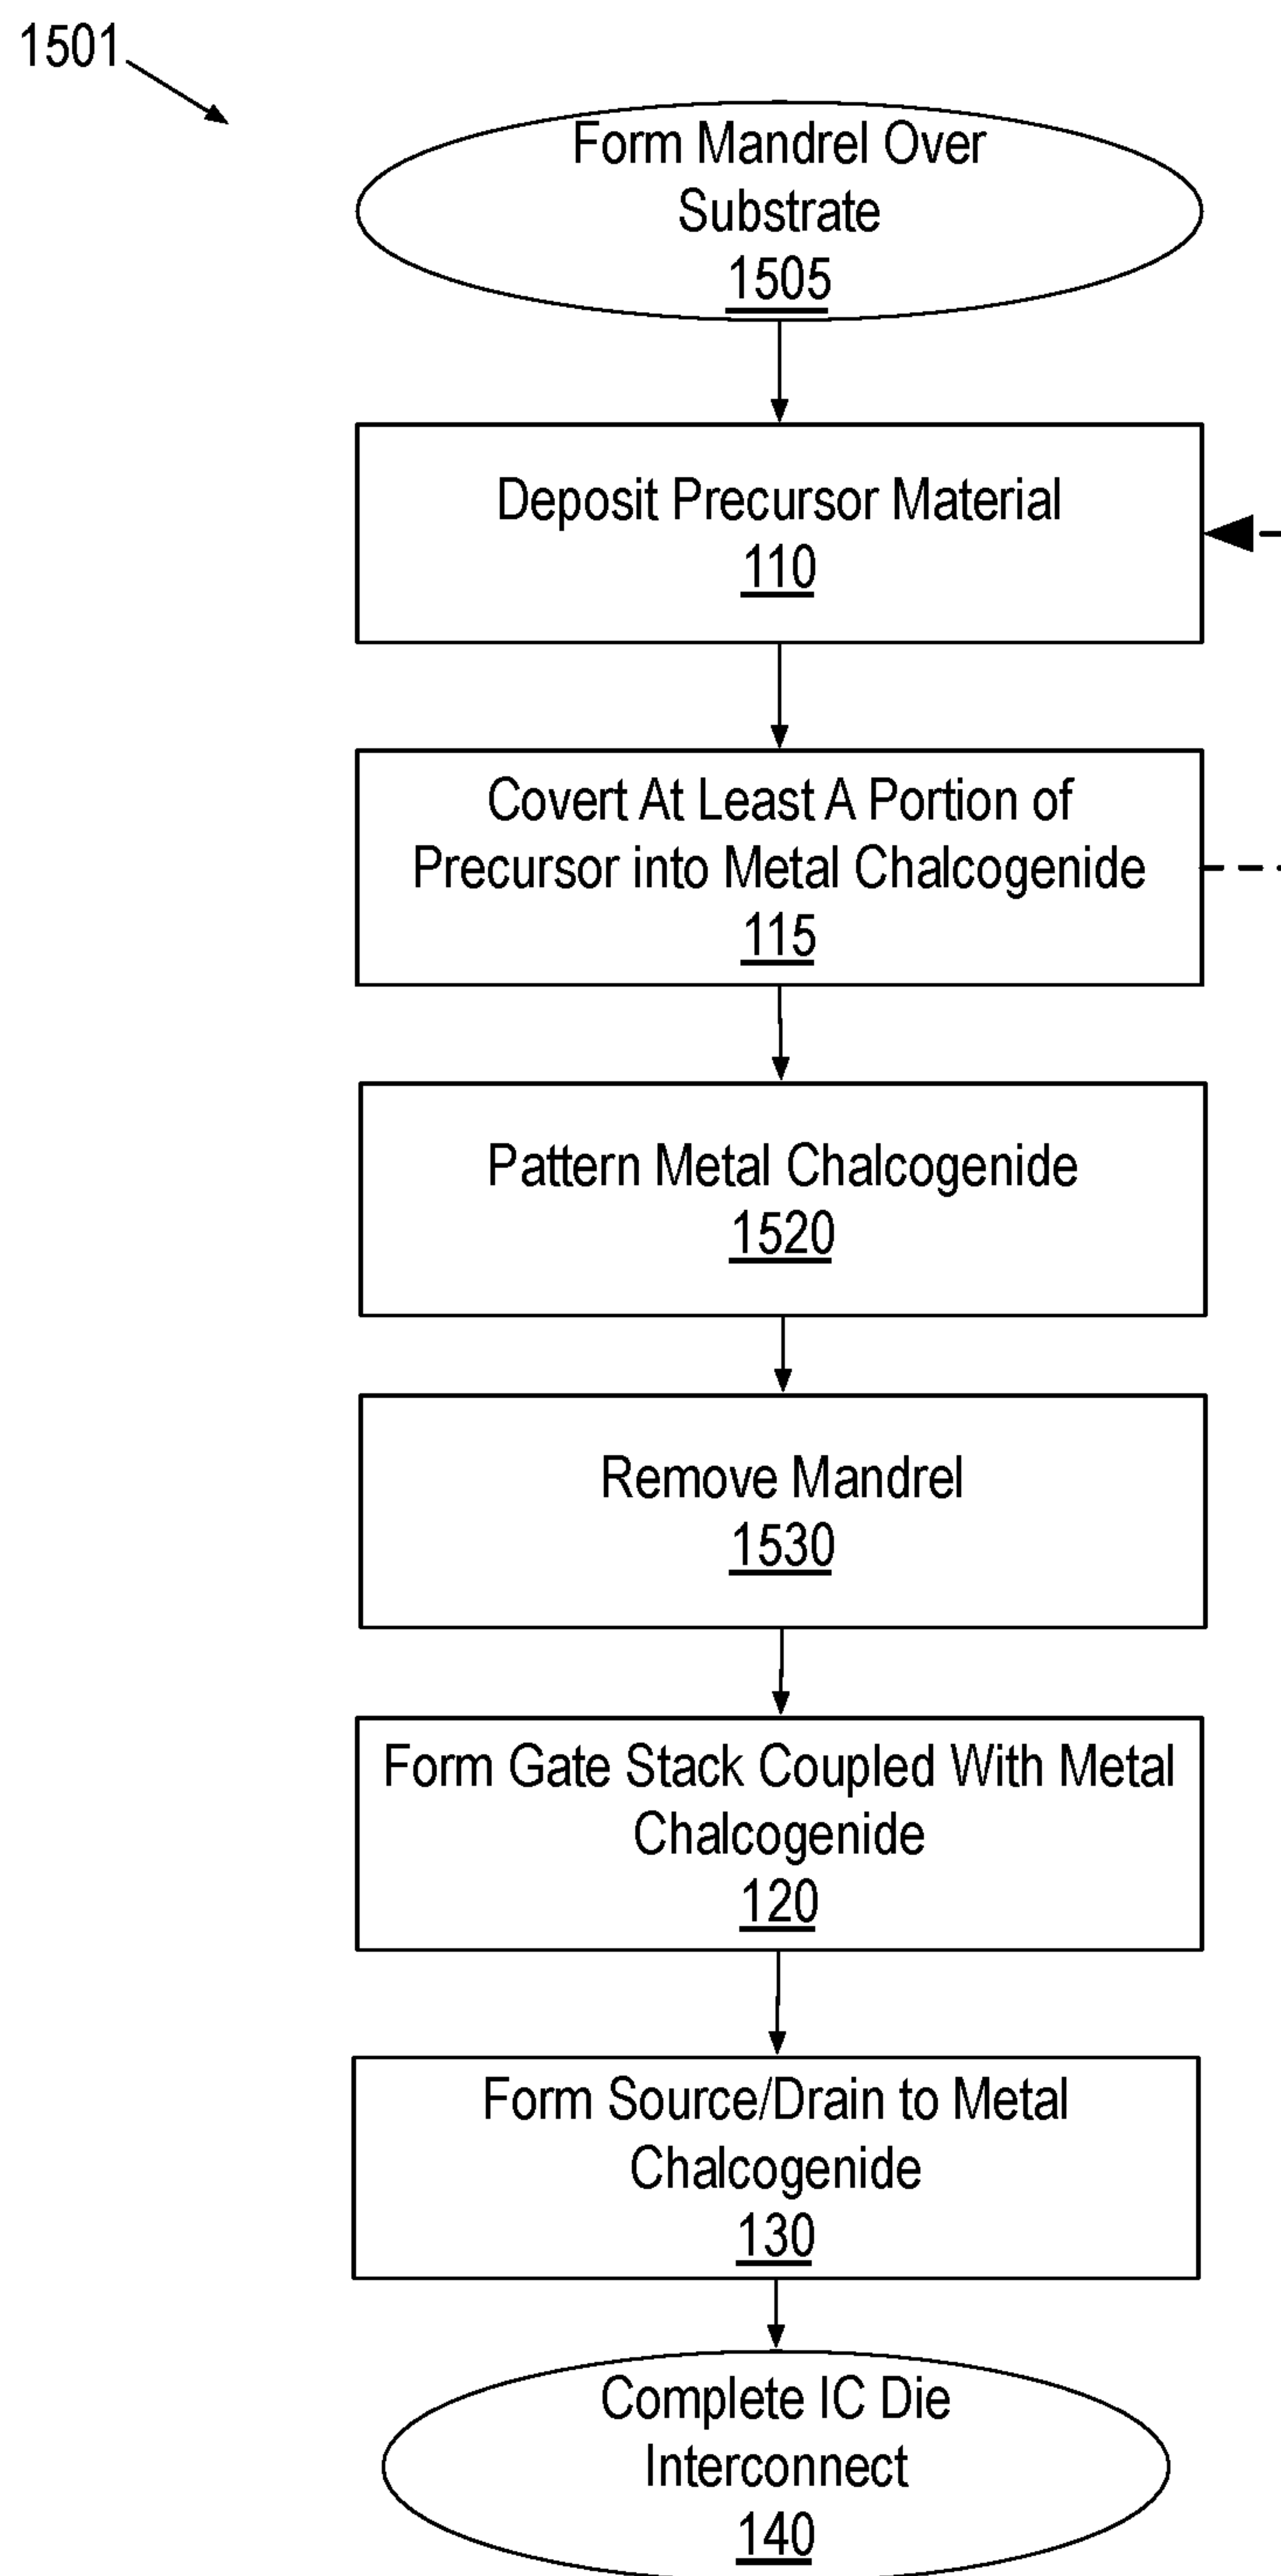 1501
Form Mandrel Over
Substrate
1505
Deposit Precursor Material
110
Covert At Least A Portion of
Precursor into Metal Chalcogenide
115
Pattern Metal Chalcogenide
1520
Remove Mandrel
1530
Form Gate Stack Coupled With Metal
Chalcogenide
120
Form Source/Drain to Metal
Chalcogenide
130
Complete IC Die
Interconnect
140